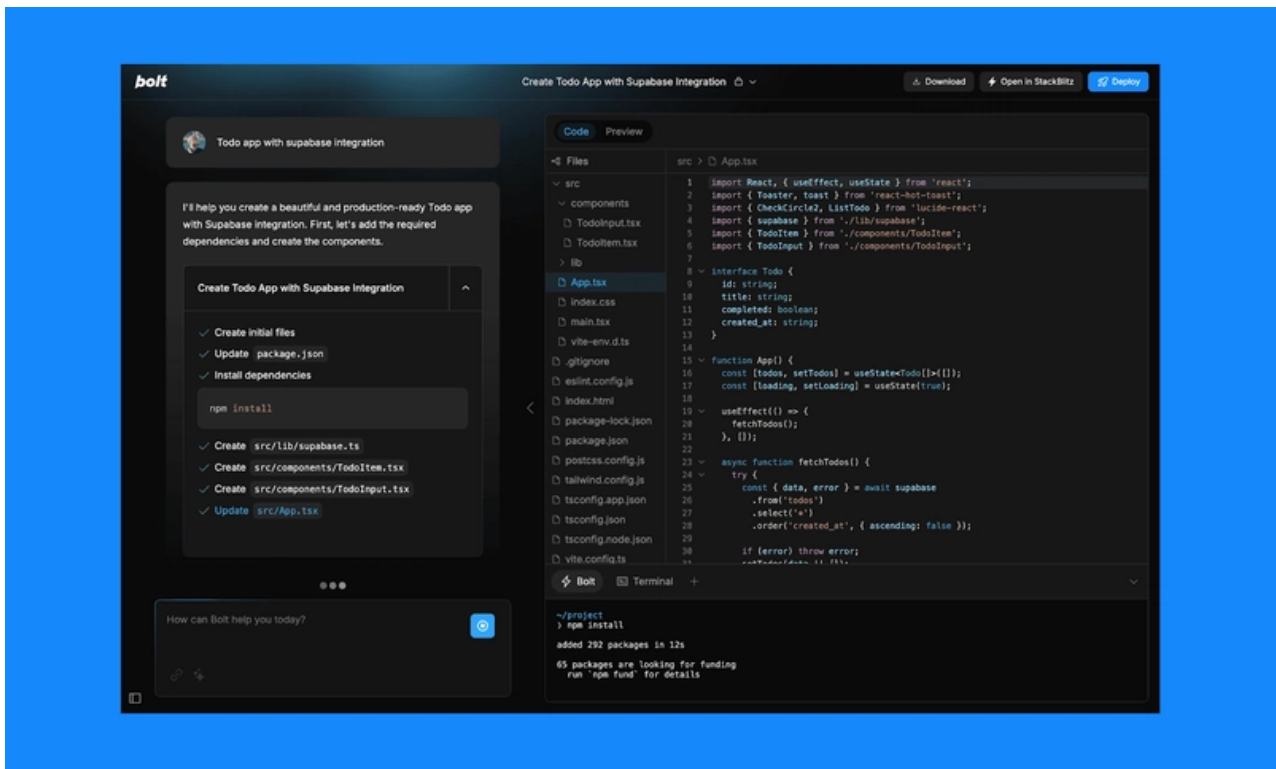 bolt
Create Todo App with Supabase Integration
Download
Open in StackBlitz
Deploy
Todo app with supabase integration
I'll help you create a beautiful and production-ready Todo app
with Supabase integration. First, let's add the required
dependencies and create the components.
Create Todo App with Supabase Integration
Create initial files
Update package.json
Install dependencies
npm install
Create src/lib/supabase.ts
Create src/components/TodoItem.tsx
Create src/components/TodoInput.tsx
Update src/App.tsx
How can Bolt help you today?
Code Preview
Files
src
components
TodoInput.tsx
TodoItem.tsx
lib
App.tsx
index.css
main.tsx
vite-env.d.ts
.gitignore
eslint.config.js
index.html
package-lock.json
package.json
postcss.config.js
tailwind.config.js
tsconfig.app.json
tsconfig.json
tsconfig.node.json
vite.config.ts
src > App.tsx
1 import React, { useEffect, useState } from 'react';
2 import { Toaster, toast } from 'react-hot-toast';
3 import { CheckCircle2, ListTodo } from 'lucide-react';
4 import { supabase } from './lib/supabase';
5 import { TodoItem } from './components/TodoItem';
6 import { TodoInput } from './components/TodoInput';
7
8 interface Todo {
9 id: string;
10 title: string;
11 completed: boolean;
12 created_at: string;
13 }
14
15 function App() {
16 const [todos, setTodos] = useState<Todo[]>([]);
17 const [loading, setLoading] = useState(true);
18
19 useEffect(() => {
20 fetchTodos();
21 }, []);
22
23 async function fetchTodos() {
24 try {
25 const { data, error } = await supabase
26 .from('todos')
27 .select('*')
28 .order('created_at', { ascending: false });
29
30 if (error) throw error;
31 setTodos(data || []);
Bolt Terminal +
~/project
❯ npm install
added 292 packages in 12s
65 packages are looking for funding
run `npm fund` for details